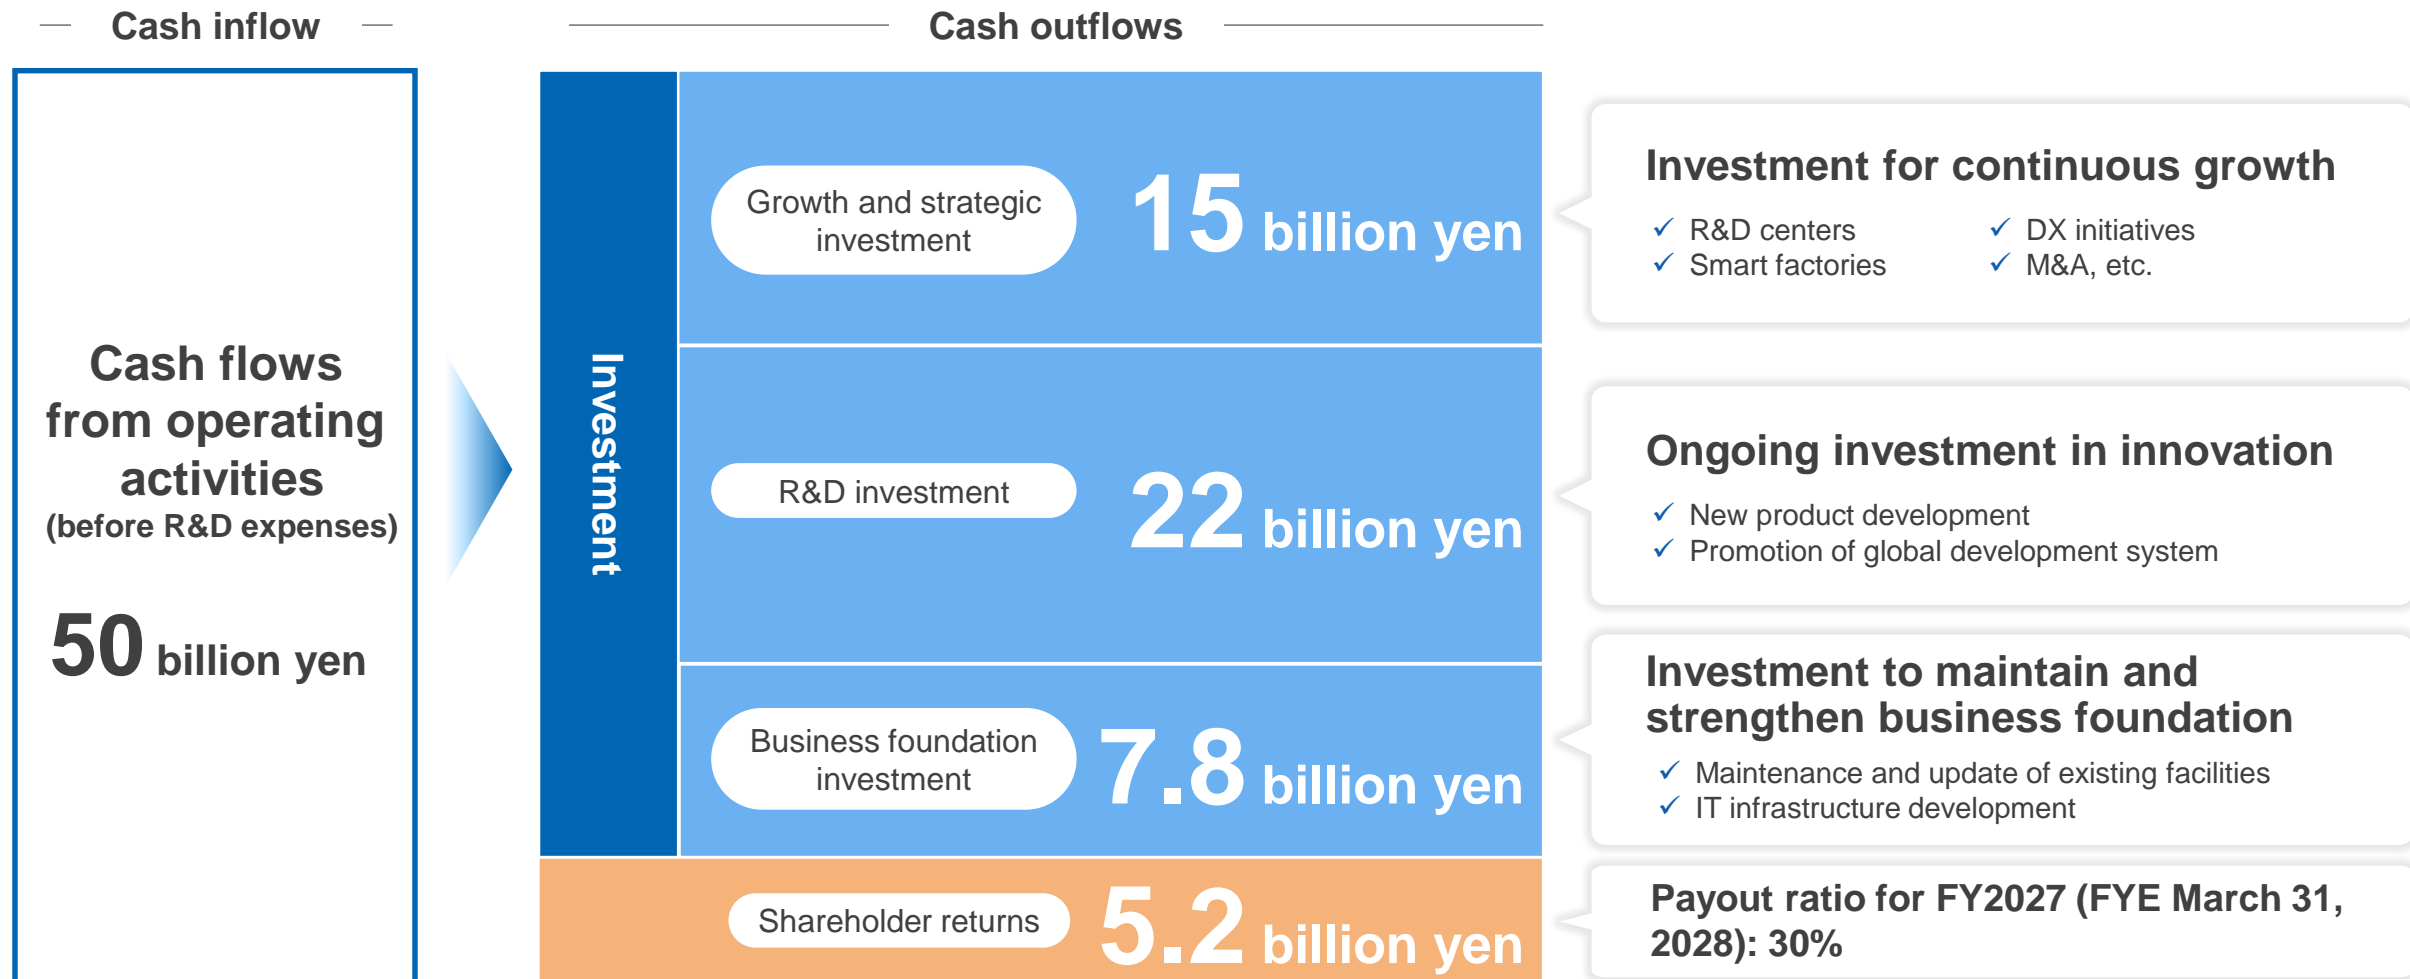 Cash inflow
Cash outflows
Cash flows
from operating
activities
(before R&D expenses)
50 billion yen
Investment
Growth and strategic
investment
15 billion yen
Investment for continuous growth
✓ R&D centers
✓ Smart factories
✓ DX initiatives
✓ M&A, etc.
R&D investment
22 billion yen
Ongoing investment in innovation
✓ New product development
✓ Promotion of global development system
Business foundation
investment
7.8 billion yen
Investment to maintain and
strengthen business foundation
✓ Maintenance and update of existing facilities
✓ IT infrastructure development
Shareholder returns
5.2 billion yen
Payout ratio for FY2027 (FYE March 31,
2028): 30%